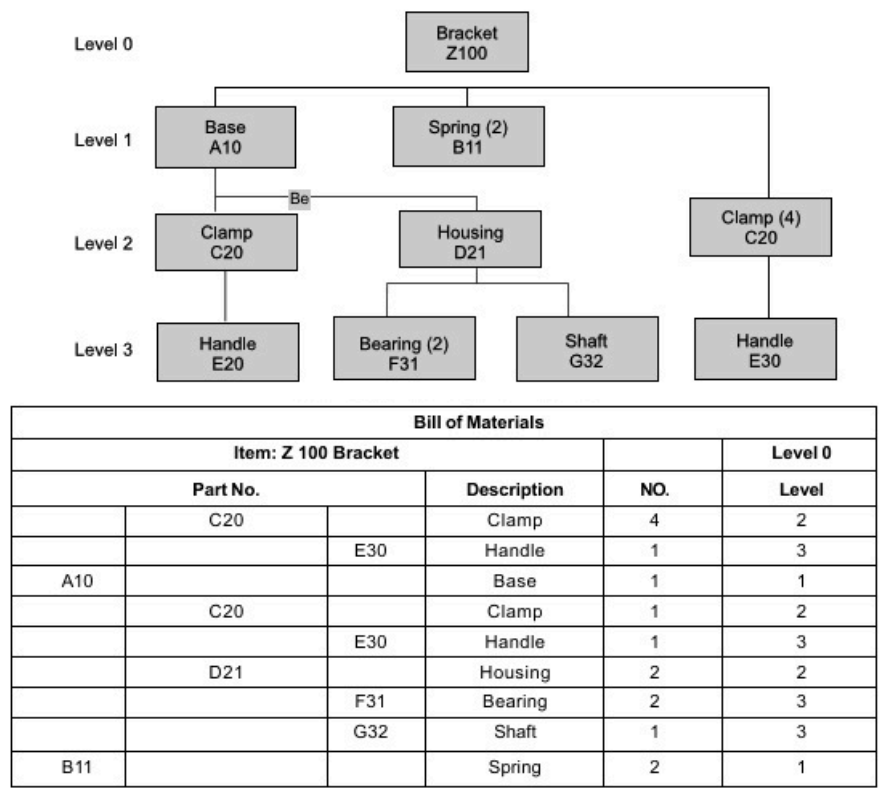 Level 0
Bracket
Z100
Level 1
Base
A10
Spring (2)
B11
Be
Level 2
Clamp
C20
Housing
D21
Clamp (4)
C20
Level 3
Handle
E20
Bearing (2)
F31
Shaft
G32
Handle
E30
Bill of Materials
Item: Z 100 Bracket Level 0
Part No. Description NO. Level
C20 Clamp 4 2
E30 Handle 1 3
A10 Base 1 1
C20 Clamp 1 2
E30 Handle 1 3
D21 Housing 2 2
F31 Bearing 2 3
G32 Shaft 1 3
B11 Spring 2 1